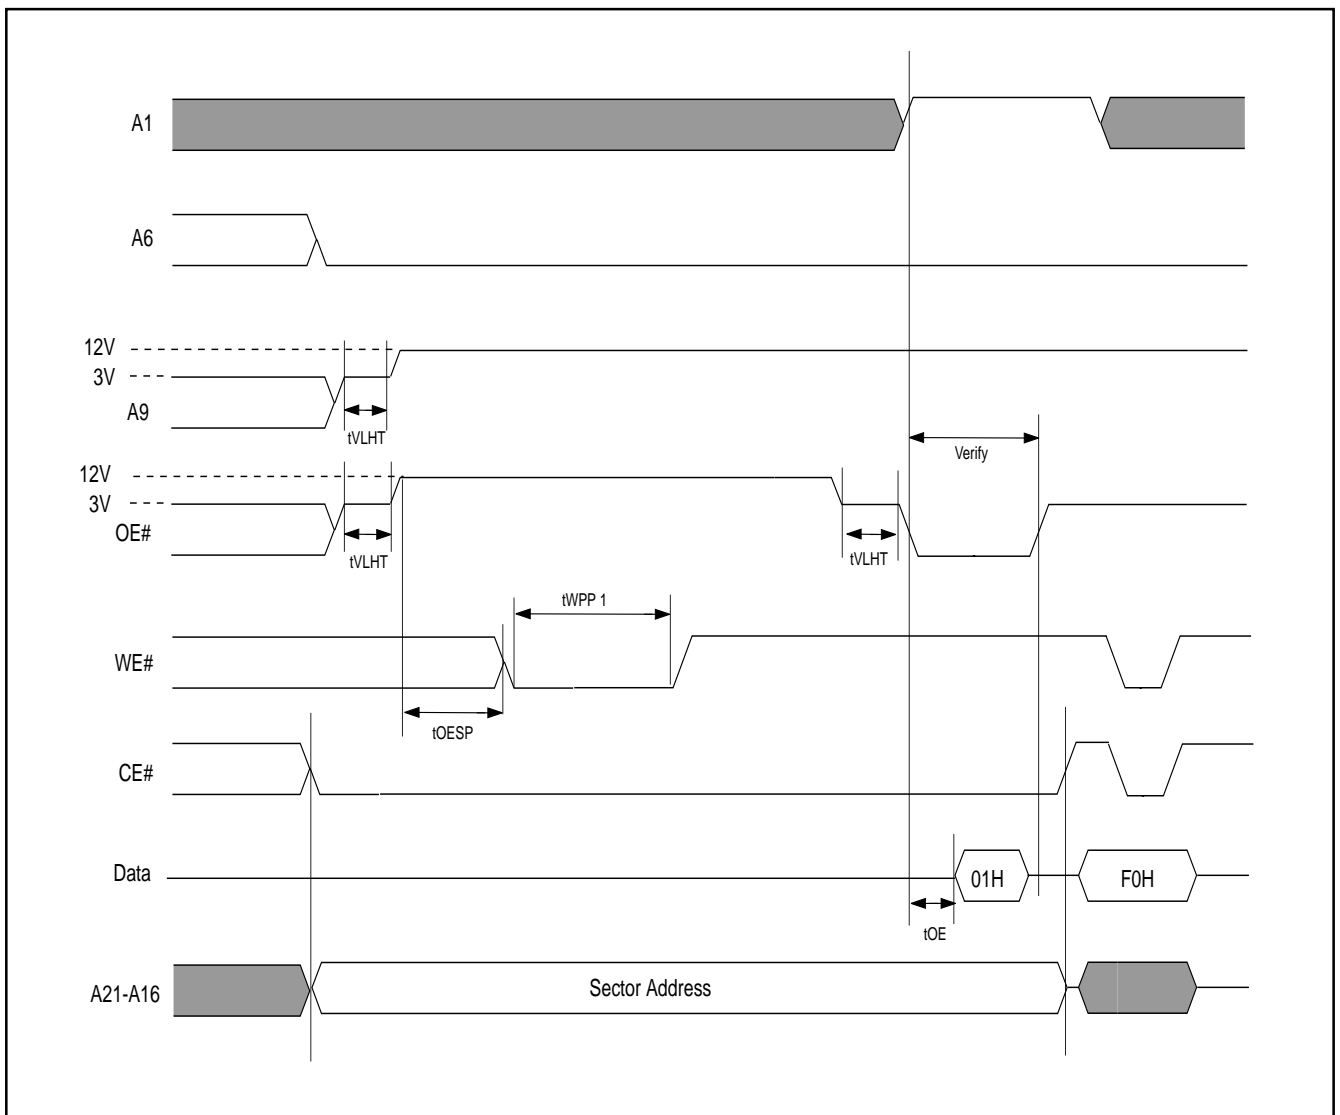 A1
A6
12V
3V
A9
tVLHT
12V
3V
OE#
Verify
tVLHT
tVLHT
tWPP 1
WE#
tOESP
CE#
Data
01H
F0H
tOE
A21-A16
Sector Address